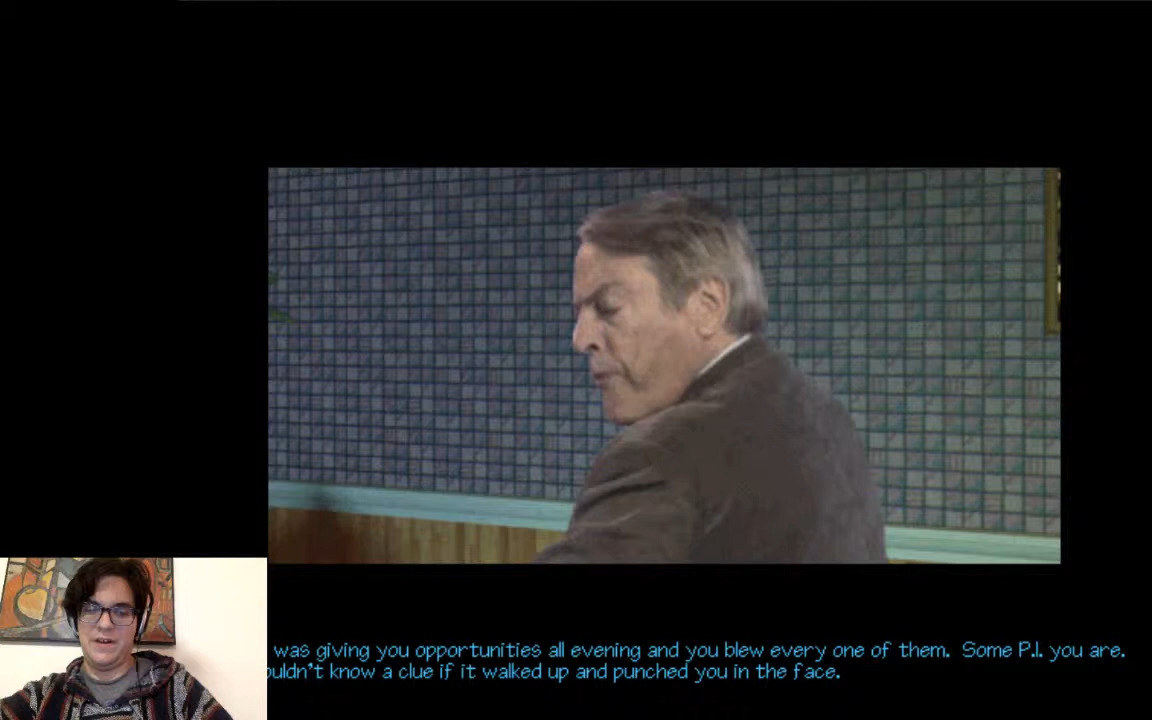 was giving you opportunities all evening and you blew every one of them. Some P.I. you are.
ouldn't know a clue if it walked up and punched you in the face.